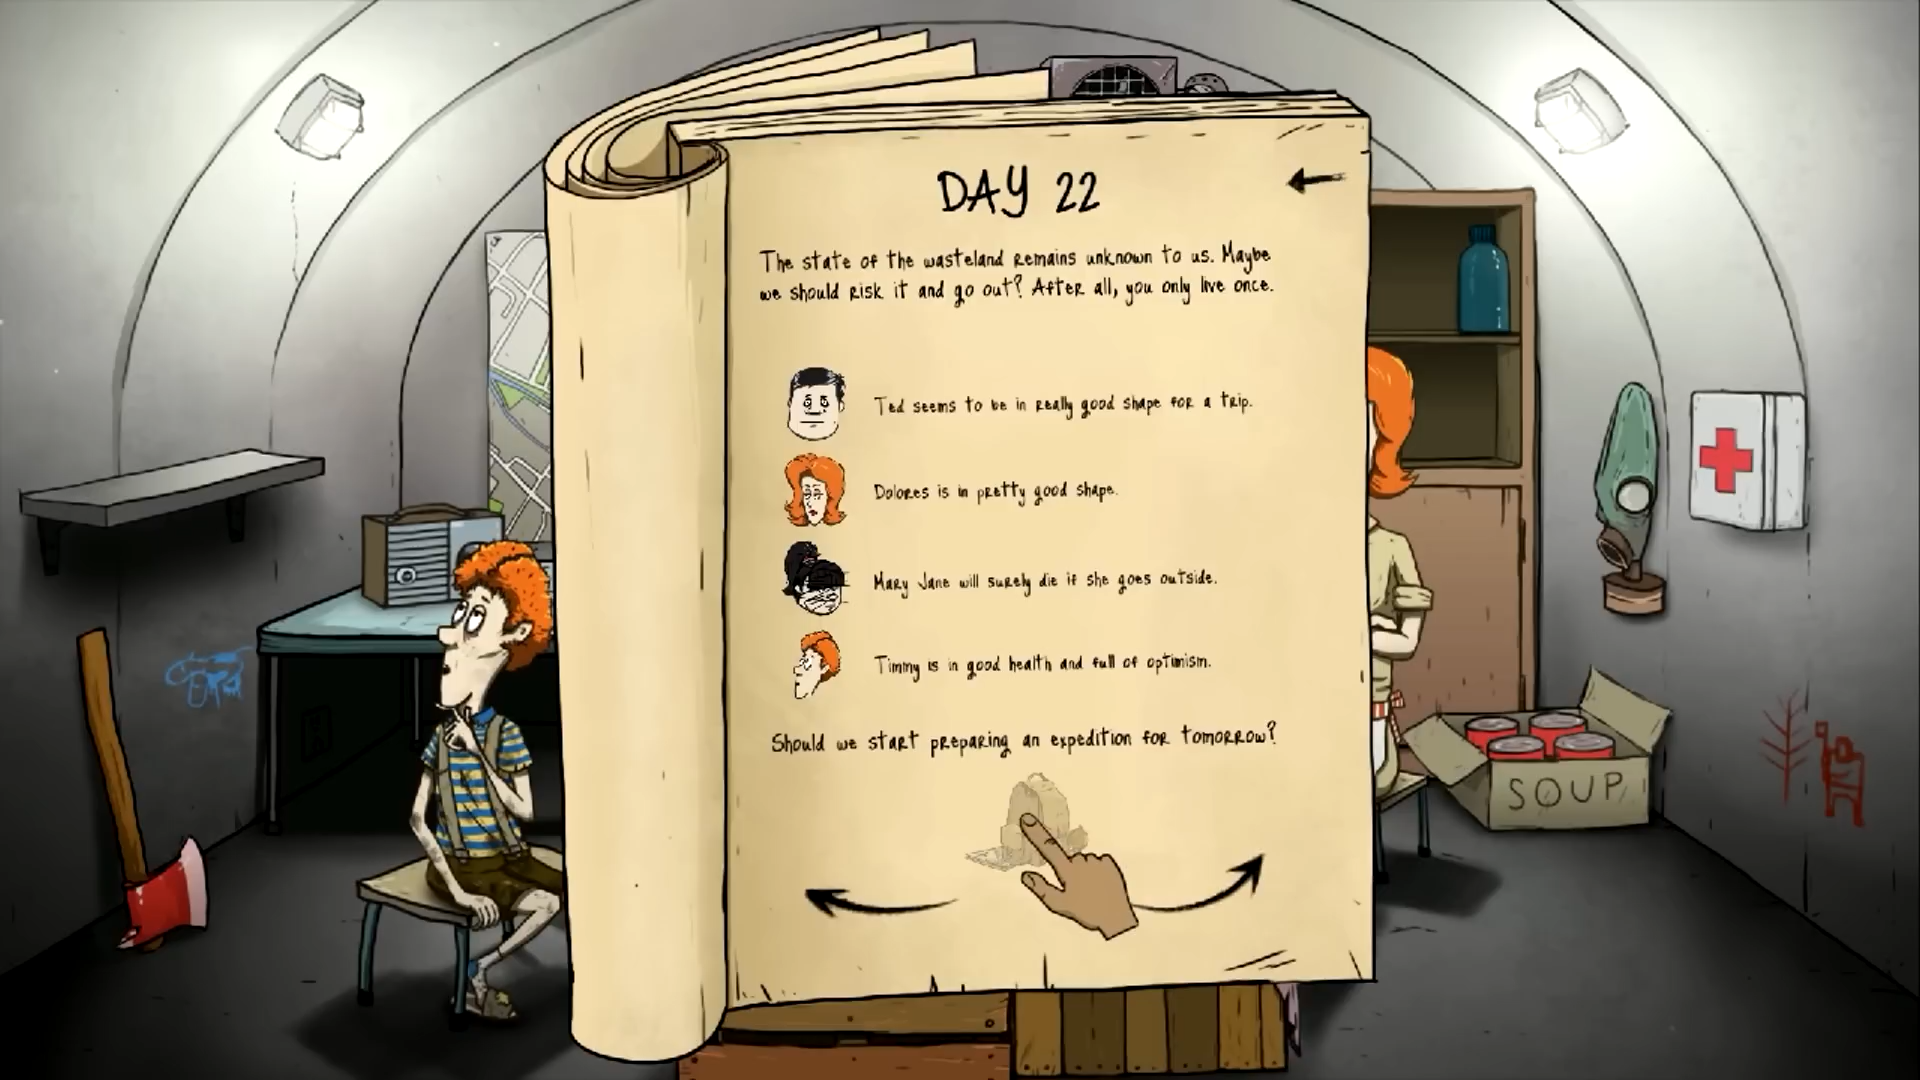 DAY 22
The state of the wasteland remains unknown to us. Maybe
we should risk it and go out? After all, you only live once.
Ted seems to be in really good shape for a trip.
Dolores is in pretty good shape.
Mary Jane will surely die if she goes outside.
Timmy is in good health and full of optimism.
Should we start preparing an expedition for tomorrow?
SOUP